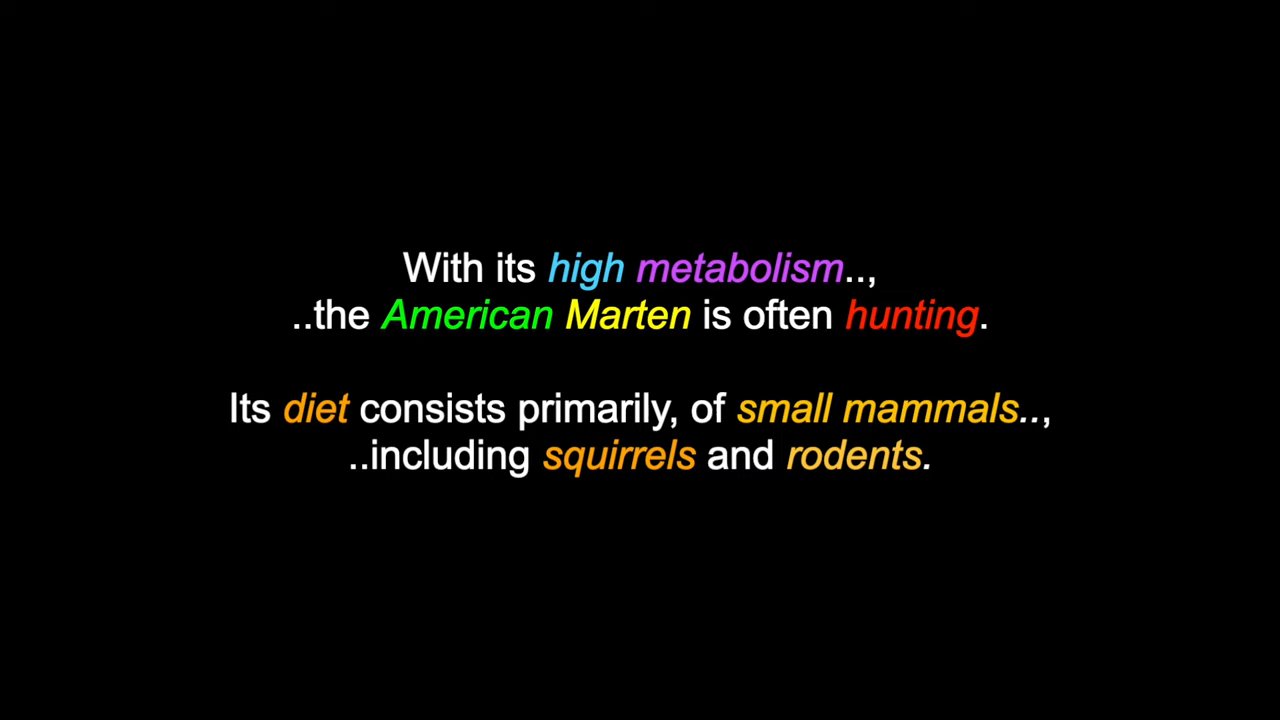 With its high metabolism..,
..the American Marten is often hunting.
Its diet consists primarily, of small mammals..,
..including squirrels and rodents.